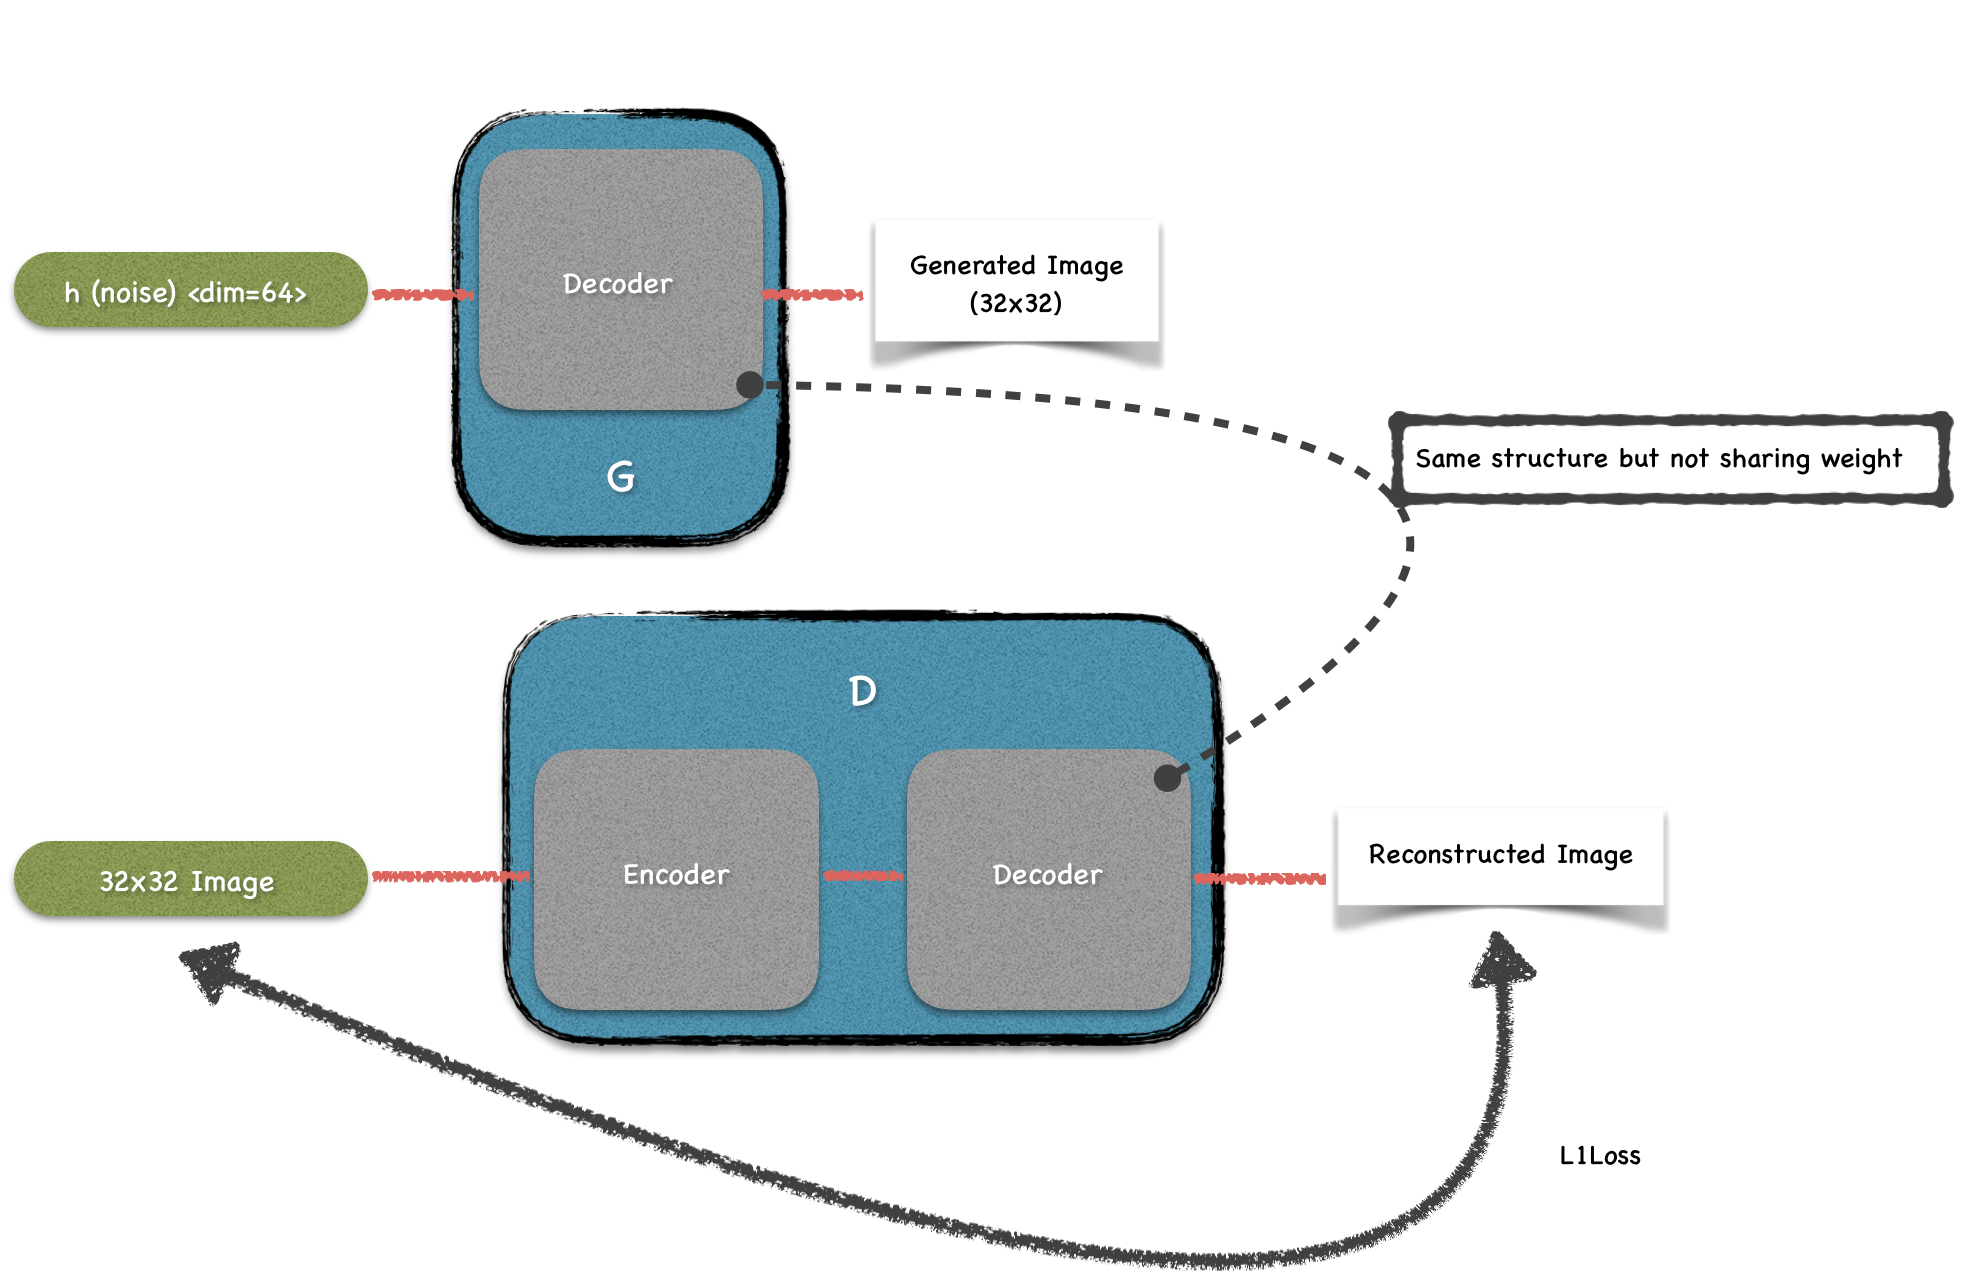 h (noise) <dim=64>
Decoder
G
Generated Image
(32x32)
Same structure but not sharing weight
D
32x32 Image
Encoder
Decoder
Reconstructed Image
L1Loss